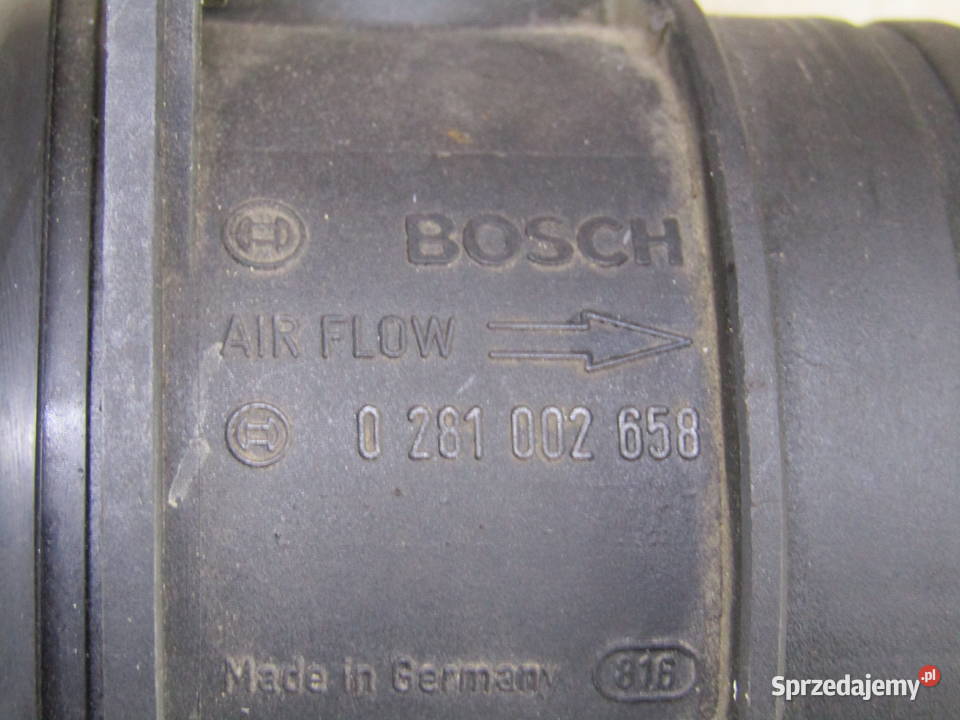 BOSCH
AIR FLOW
0 281 002 658
Made in Germany 816
Sprzedajemy.pl